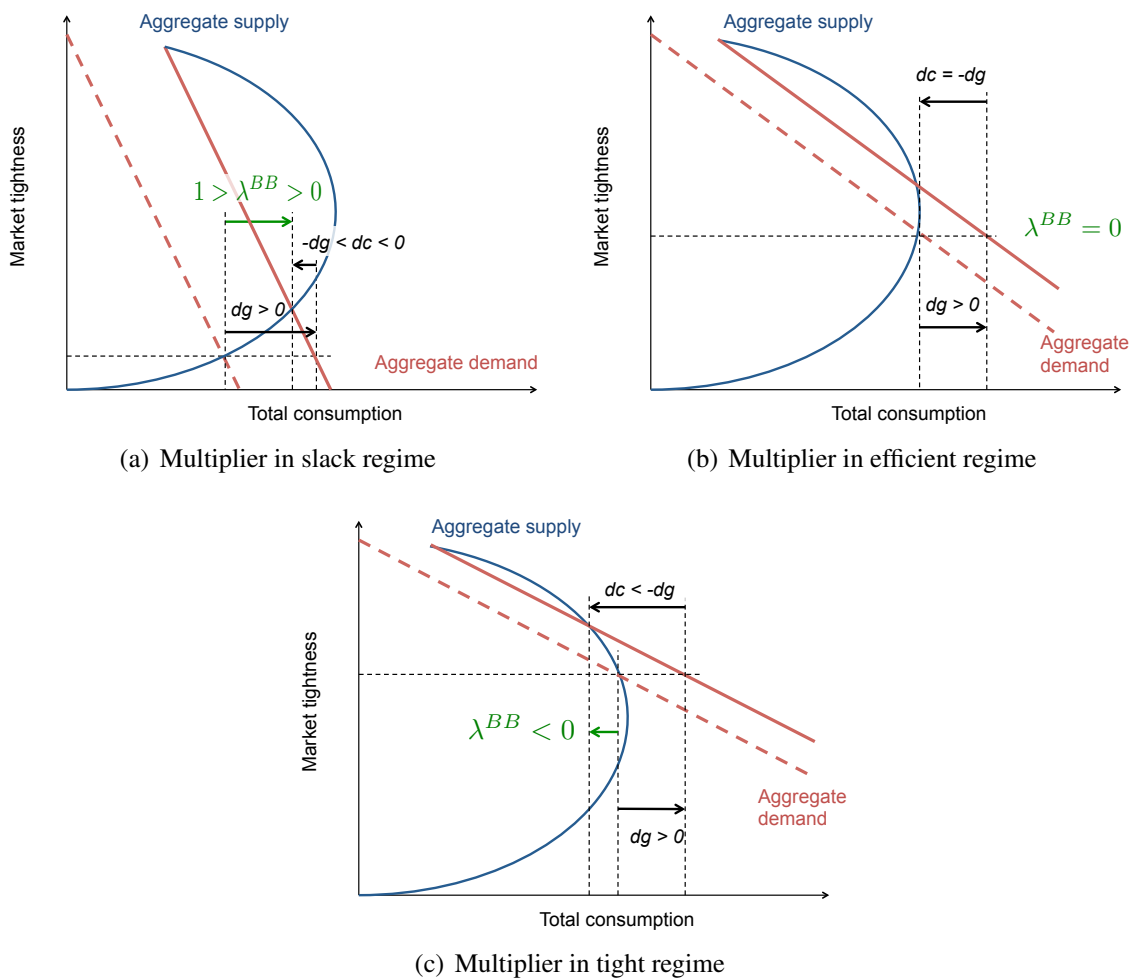 Aggregate supply
Market tightness
1 > λ^{BB} > 0
-dg < dc < 0
dg > 0
Aggregate demand
Total consumption
(a) Multiplier in slack regime
Aggregate supply
Market tightness
dc = -dg
λ^{BB} = 0
dg > 0
Aggregate
demand
Total consumption
(b) Multiplier in efficient regime
Aggregate supply
Market tightness
dc < -dg
λ^{BB} < 0
Aggregate
demand
dg > 0
Total consumption
(c) Multiplier in tight regime